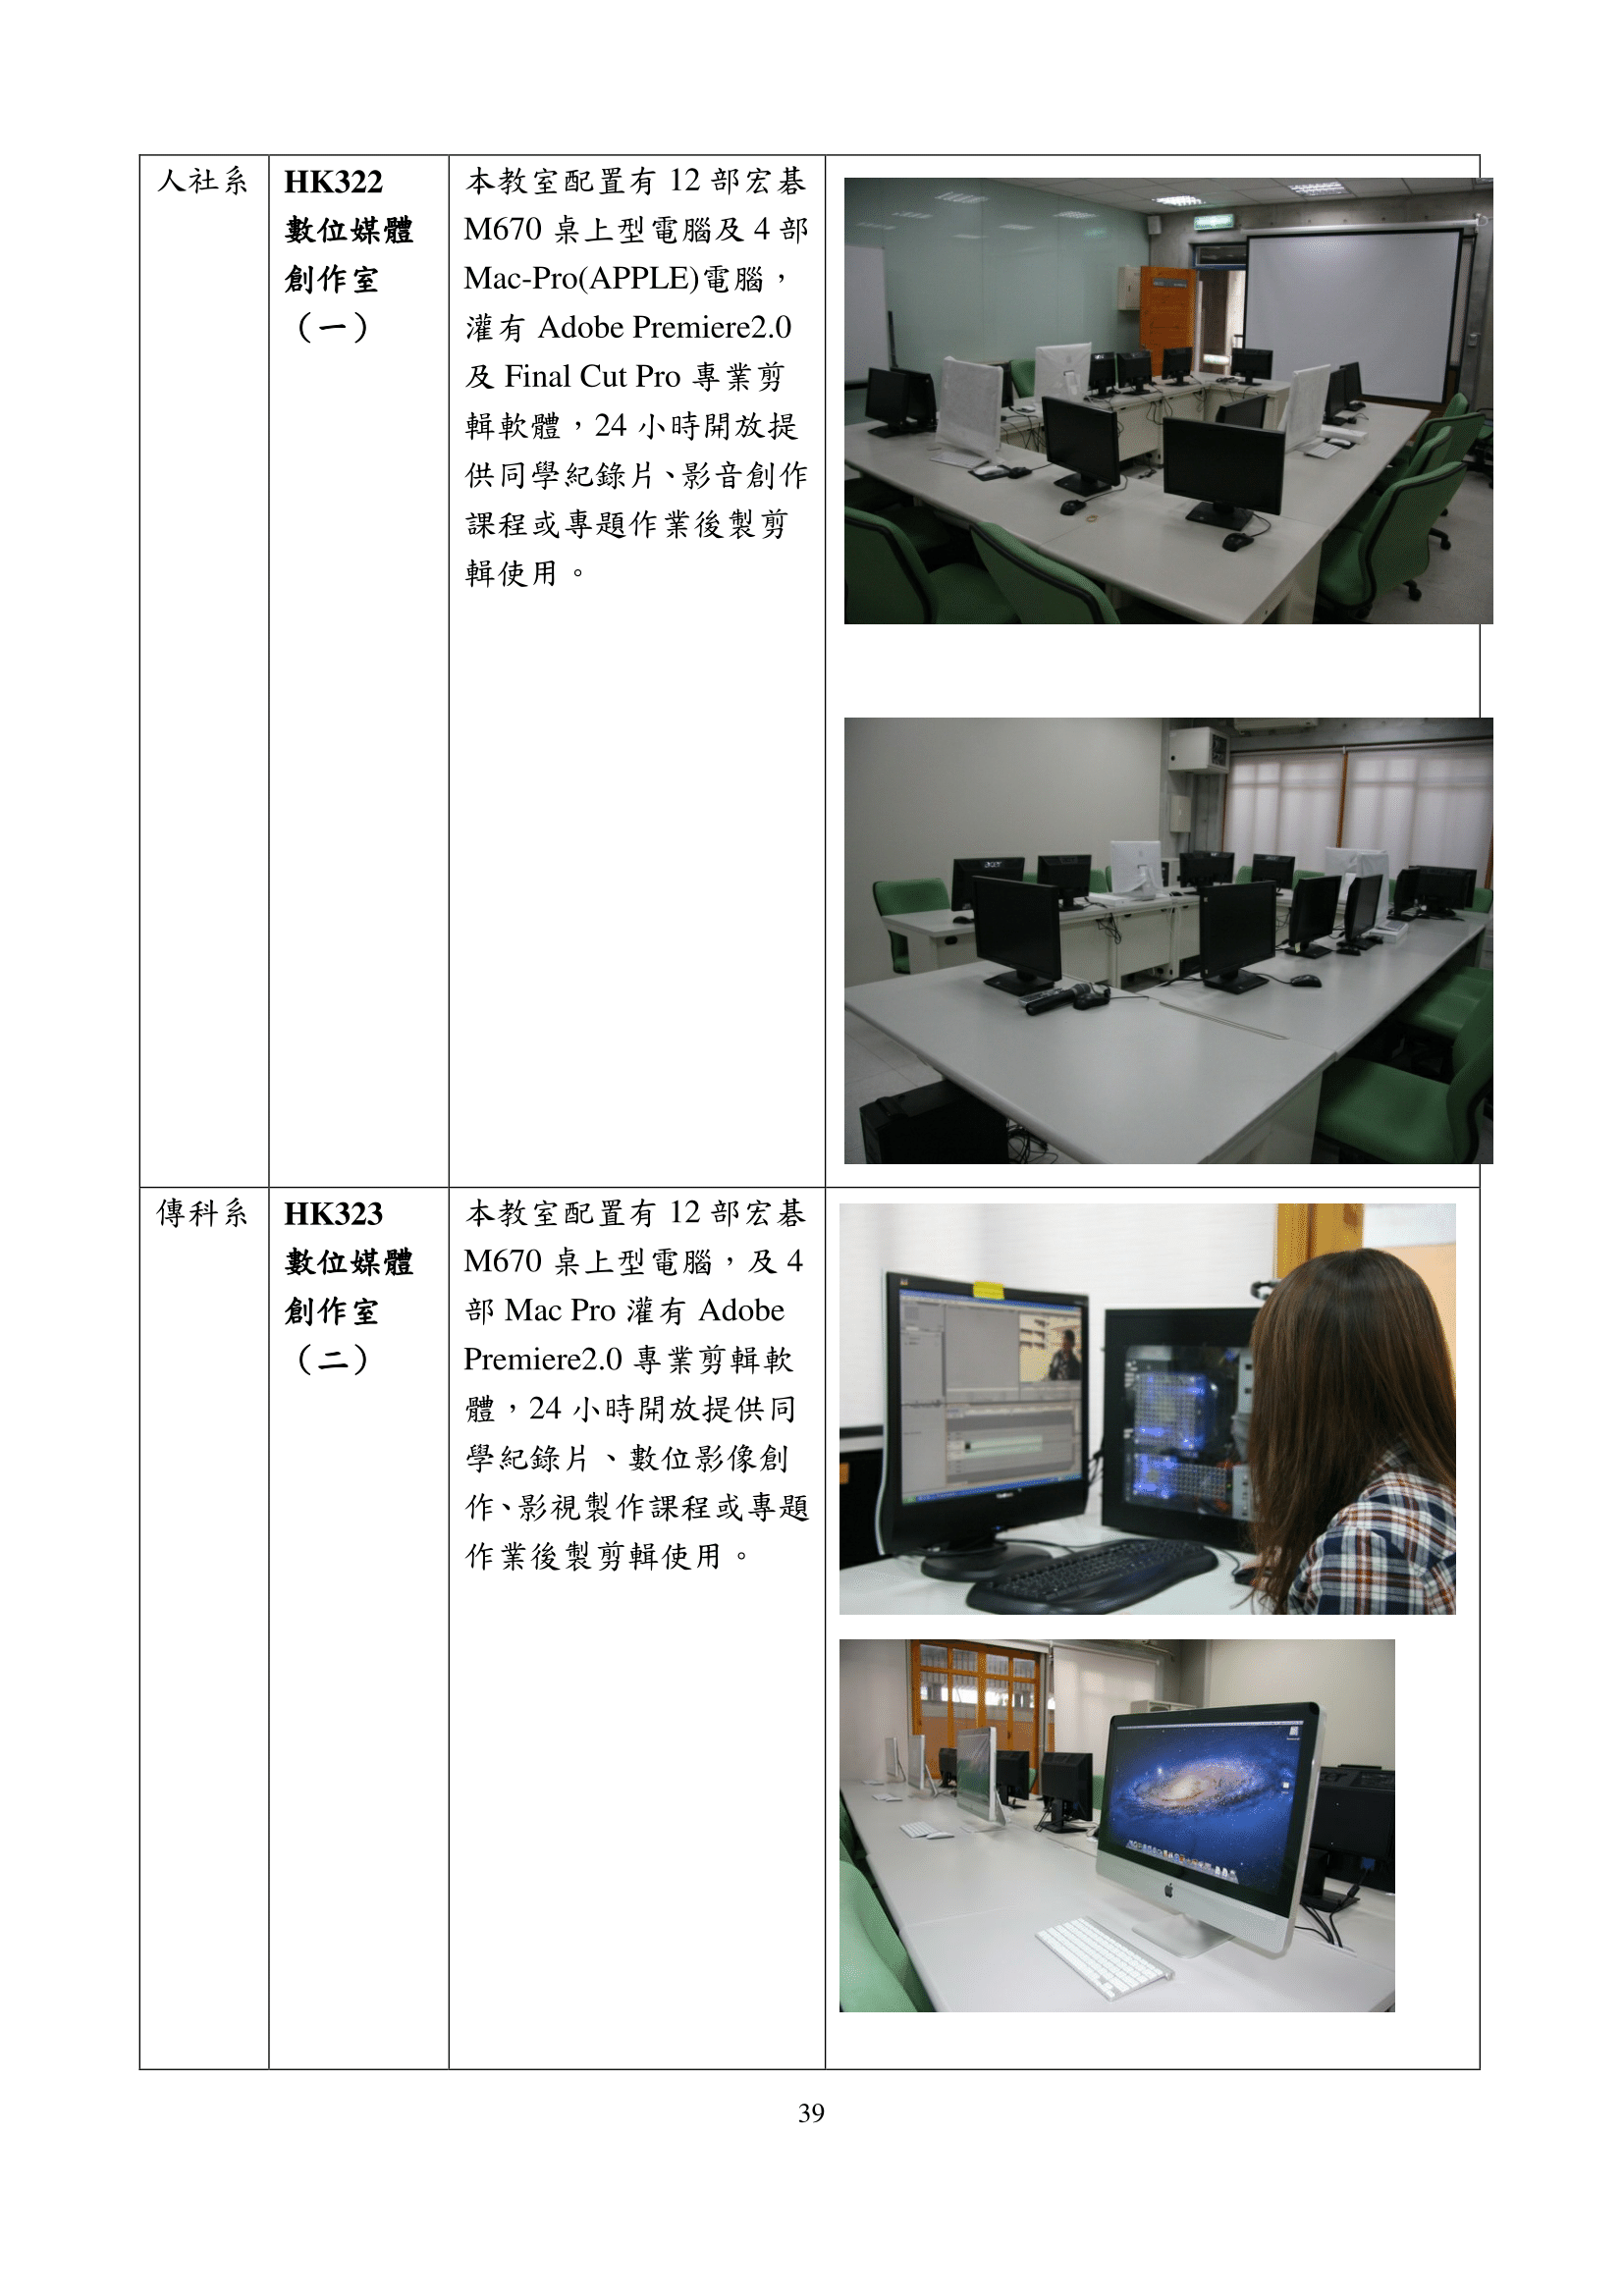 人社系
HK322
數位媒體
創作室
（一）
本教室配置有 12 部宏碁
M670 桌上型電腦及 4 部
Mac-Pro(APPLE)電腦，
灌有 Adobe Premiere2.0
及 Final Cut Pro 專業剪
輯軟體，24 小時開放提
供同學紀錄片、影音創作
課程或專題作業後製剪
輯使用。
acer
傳科系
HK323
數位媒體
創作室
（二）
本教室配置有 12 部宏碁
M670 桌上型電腦，及 4
部 Mac Pro 灌有 Adobe
Premiere2.0 專業剪輯軟
體，24 小時開放提供同
學紀錄片、數位影像創
作、影視製作課程或專題
作業後製剪輯使用。
39